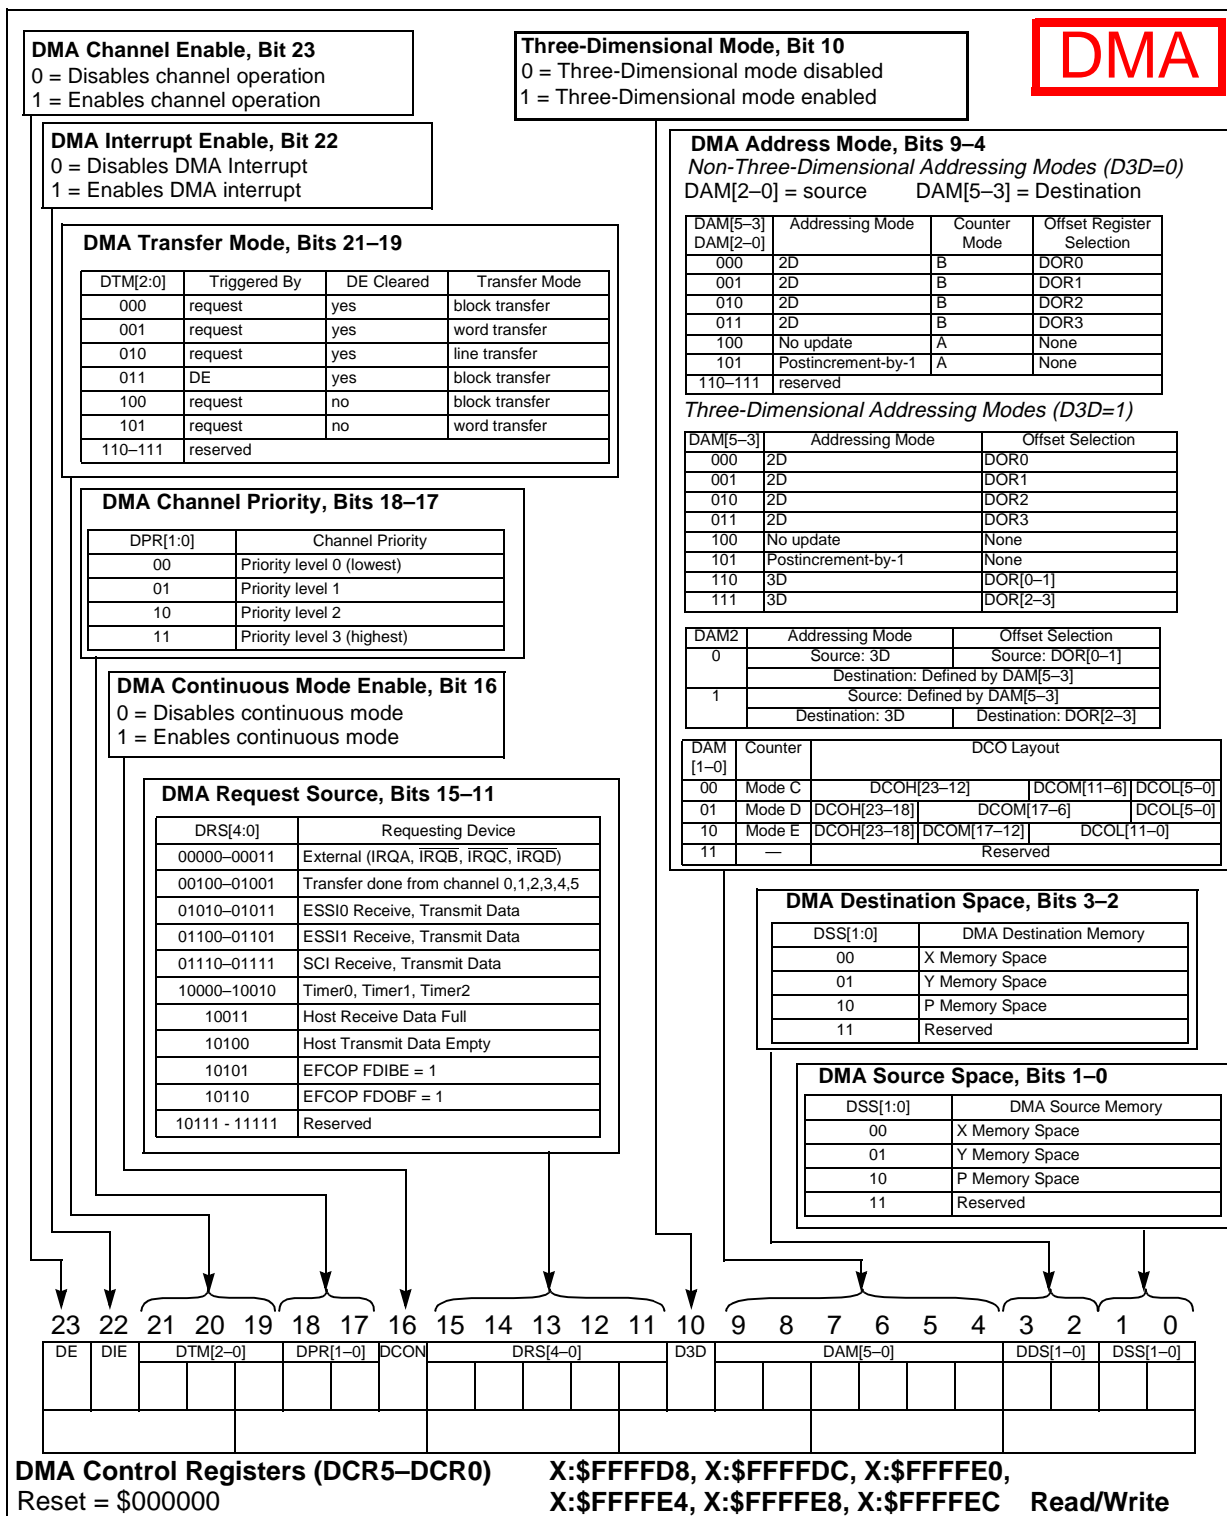 DMA
DMA Channel Enable, Bit 23
0 = Disables channel operation
1 = Enables channel operation
DMA Interrupt Enable, Bit 22
0 = Disables DMA Interrupt
1 = Enables DMA interrupt
DMA Transfer Mode, Bits 21–19
DTM[2:0] Triggered By DE Cleared Transfer Mode
000 request yes block transfer
001 request yes word transfer
010 request yes line transfer
011 DE yes block transfer
100 request no block transfer
101 request no word transfer
110–111 reserved
DMA Channel Priority, Bits 18–17
DPR[1:0] Channel Priority
00 Priority level 0 (lowest)
01 Priority level 1
10 Priority level 2
11 Priority level 3 (highest)
DMA Continuous Mode Enable, Bit 16
0 = Disables continuous mode
1 = Enables continuous mode
DMA Request Source, Bits 15–11
DRS[4:0] Requesting Device
00000–00011 External (IRQA, IRQB, IRQC, IRQD)
00100–01001 Transfer done from channel 0,1,2,3,4,5
01010–01011 ESSI0 Receive, Transmit Data
01100–01101 ESSI1 Receive, Transmit Data
01110–01111 SCI Receive, Transmit Data
10000–10010 Timer0, Timer1, Timer2
10011 Host Receive Data Full
10100 Host Transmit Data Empty
10101 EFCOP FDIBE = 1
10110 EFCOP FDOBF = 1
10111 - 11111 Reserved
Three-Dimensional Mode, Bit 10
0 = Three-Dimensional mode disabled
1 = Three-Dimensional mode enabled
DMA Address Mode, Bits 9–4
Non-Three-Dimensional Addressing Modes (D3D=0)
DAM[2–0] = source DAM[5–3] = Destination
DAM[5–3] Addressing Mode Counter Offset Register
DAM[2–0] Mode Selection
000 2D B DOR0
001 2D B DOR1
010 2D B DOR2
011 2D B DOR3
100 No update A None
101 Postincrement-by-1 A None
110–111 reserved
Three-Dimensional Addressing Modes (D3D=1)
DAM[5–3] Addressing Mode Offset Selection
000 2D DOR0
001 2D DOR1
010 2D DOR2
011 2D DOR3
100 No update None
101 Postincrement-by-1 None
110 3D DOR[0–1]
111 3D DOR[2–3]
DAM2 Addressing Mode Offset Selection
0 Source: 3D Source: DOR[0–1]
Destination: Defined by DAM[5–3]
1 Source: Defined by DAM[5–3]
Destination: 3D Destination: DOR[2–3]
DAM Counter DCO Layout
[1–0]
00 Mode C DCOH[23–12] DCOM[11–6] DCOL[5–0]
01 Mode D DCOH[23–18] DCOM[17–6] DCOL[5–0]
10 Mode E DCOH[23–18] DCOM[17–12] DCOL[11–0]
11 — Reserved
DMA Destination Space, Bits 3–2
DSS[1:0] DMA Destination Memory
00 X Memory Space
01 Y Memory Space
10 P Memory Space
11 Reserved
DMA Source Space, Bits 1–0
DSS[1:0] DMA Source Memory
00 X Memory Space
01 Y Memory Space
10 P Memory Space
11 Reserved
23 22 21 20 19 18 17 16 15 14 13 12 11 10 9 8 7 6 5 4 3 2 1 0
DE DIE DTM[2–0] DPR[1–0] DCON DRS[4–0] D3D DAM[5–0] DDS[1–0] DSS[1–0]
DMA Control Registers (DCR5–DCR0) X:$FFFFD8, X:$FFFFDC, X:$FFFFE0,
Reset = $000000 X:$FFFFE4, X:$FFFFE8, X:$FFFFEC Read/Write